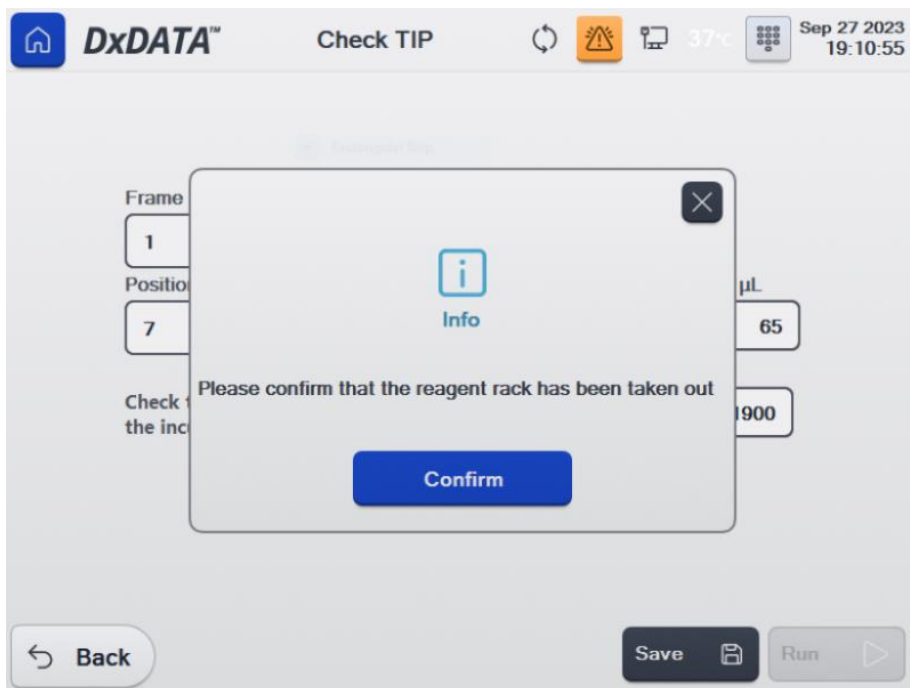 DxDATA™
Check TIP
37°c
Sep 27 2023
19:10:55
Frame
1
Position
7
µL
65
Info
Please confirm that the reagent rack has been taken out
Check
the inc
1900
Confirm
Back
Save
Run